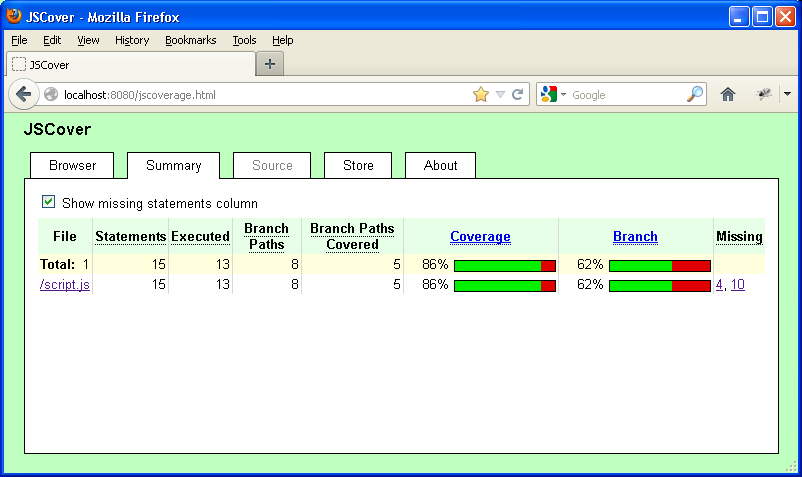 JSCover - Mozilla Firefox
File Edit View History Bookmarks Tools Help
JSCover
localhost:8080/jscoverage.html
Google
JSCover
Browser Summary Source Store About
Show missing statements column
File Statements Executed Branch Paths Branch Paths Covered Coverage Branch Missing
Total: 1 15 13 8 5 86% 62%
/script.js 15 13 8 5 86% 62% 4, 10